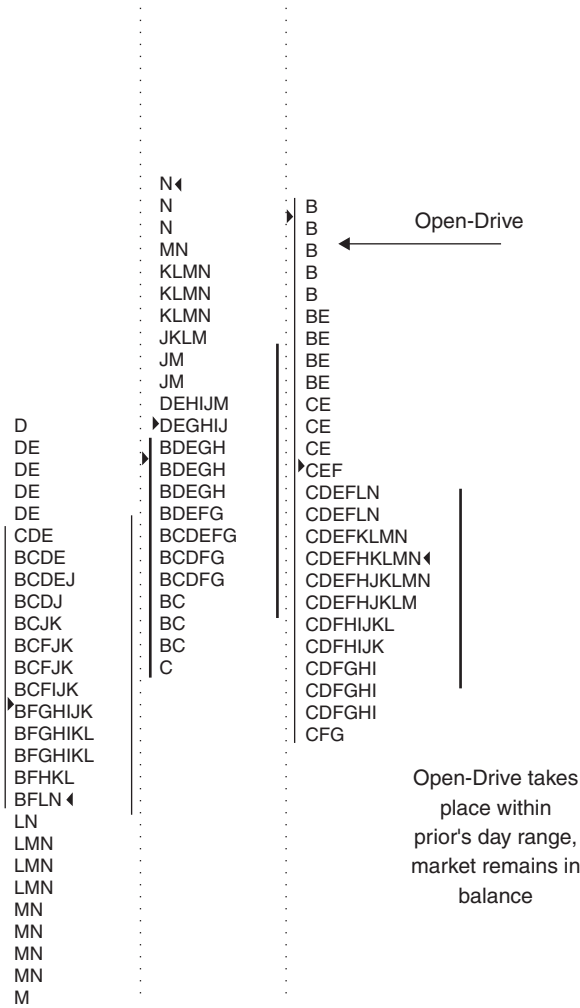 D
DE
DE
DE
DE
CDE
BCDE
BCDEJ
BCDJ
BCJK
BCFJK
BCFJK
BCFIJK
BFGHIJK
BFGHIKL
BFGHIKL
BFHKL
BFLN
LN
LMN
LMN
LMN
MN
MN
MN
MN
M
N
N
N
MN
KLMN
KLMN
KLMN
JKLM
JM
JM
DEHIJM
DEGHIJ
BDEGH
BDEGH
BDEGH
BDEFG
BCDEFG
BCDFG
BCDFG
BC
BC
BC
C
B
B
B
B
B
BE
BE
BE
BE
CE
CE
CE
CEF
CDEFLN
CDEFLN
CDEFKLMN
CDEFHKLMN
CDEFHJKLMN
CDEFHJKLM
CDFHIJKL
CDFHIJK
CDFGHI
CDFGHI
CDFGHI
CFG
Open-Drive
Open-Drive takes
place within
prior's day range,
market remains in
balance